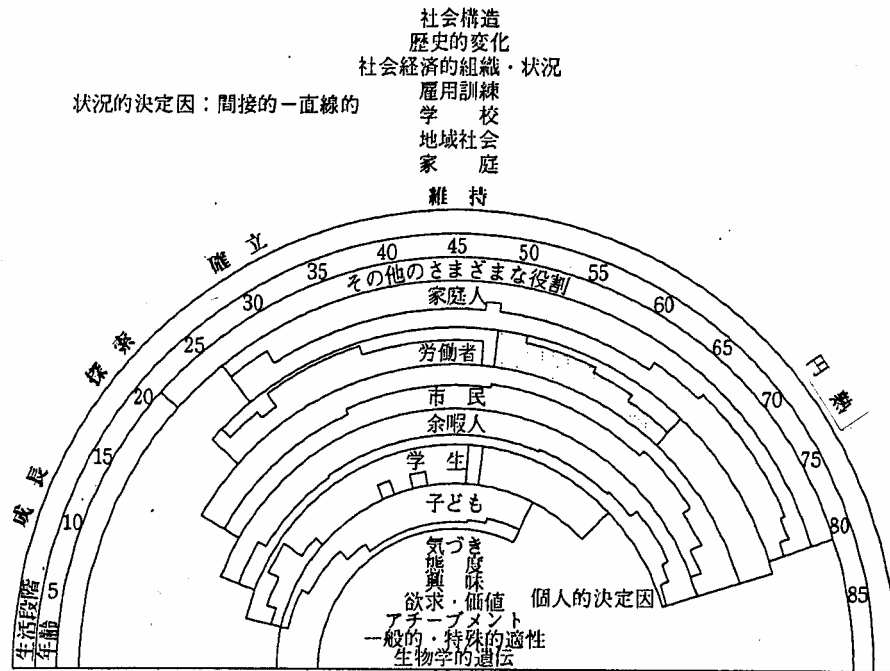 社会構造
歴史的変化
社会経済的組織・状況
雇用訓練
状況的決定因：間接的－直線的
学 校
地域社会
家 庭
維 持
確 立
探 索
成 長
円 熟
生活段階
年齢
5
10
15
20
25
30
35
40
45
50
55
60
65
70
75
80
85
その他のさまざまな役割
家庭人
労働者
市 民
余暇人
学 生
子ども
気づき
態 度
興 味
欲求・価値
個人的決定因
アチーブメント
一般的・特殊的適性
生物学的遺伝